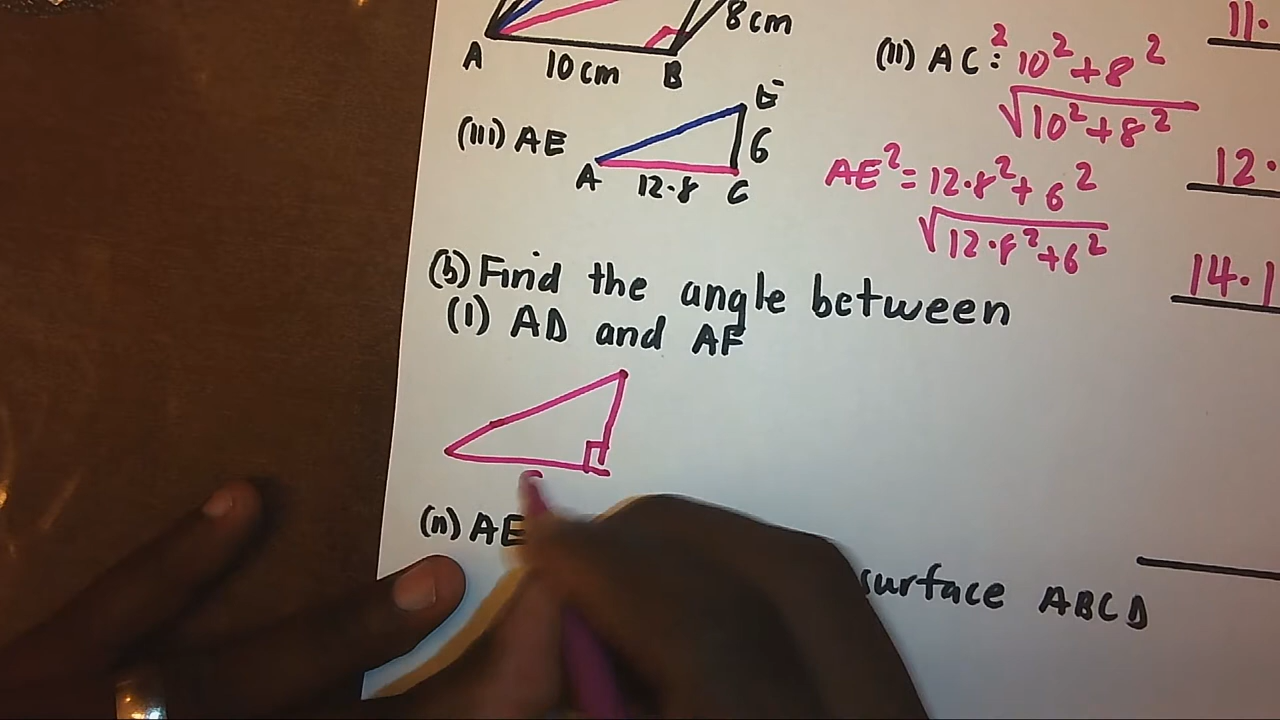 8cm
A 10cm B
(ii) AC² : 10² + 8²
√10² + 8²
11.
(iii) AE
A 12.8 C
6
AE² = 12.8² + 6²
√12.8² + 6²
12.
14.1
(b) Find the angle between
(i) AD and AF
(ii) AE
surface ABCD